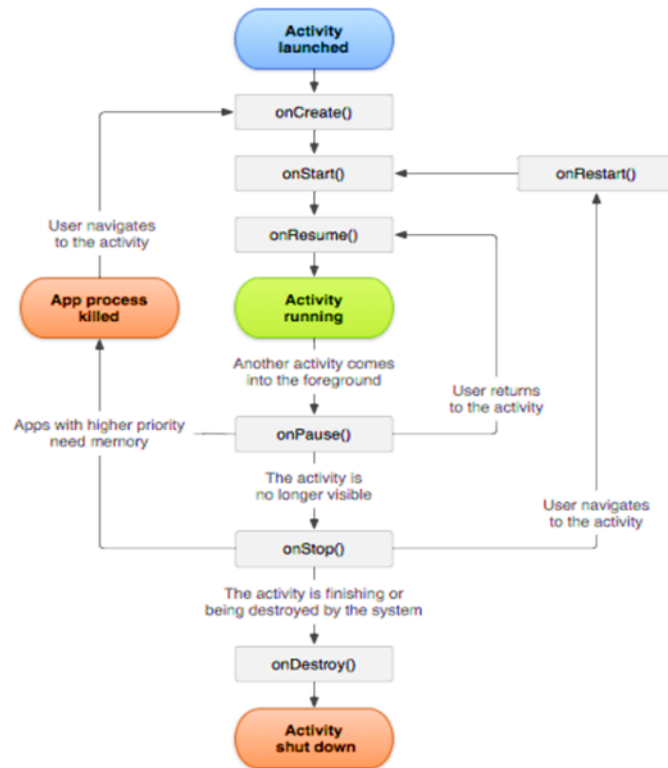 Activity
launched
onCreate()
onStart()
onRestart()
User navigates
to the activity
onResume()
App process
killed
Activity
running
Another activity comes
into the foreground
User returns
to the activity
Apps with higher priority
need memory
onPause()
The activity is
no longer visible
User navigates
to the activity
onStop()
The activity is finishing or
being destroyed by the system
onDestroy()
Activity
shut down